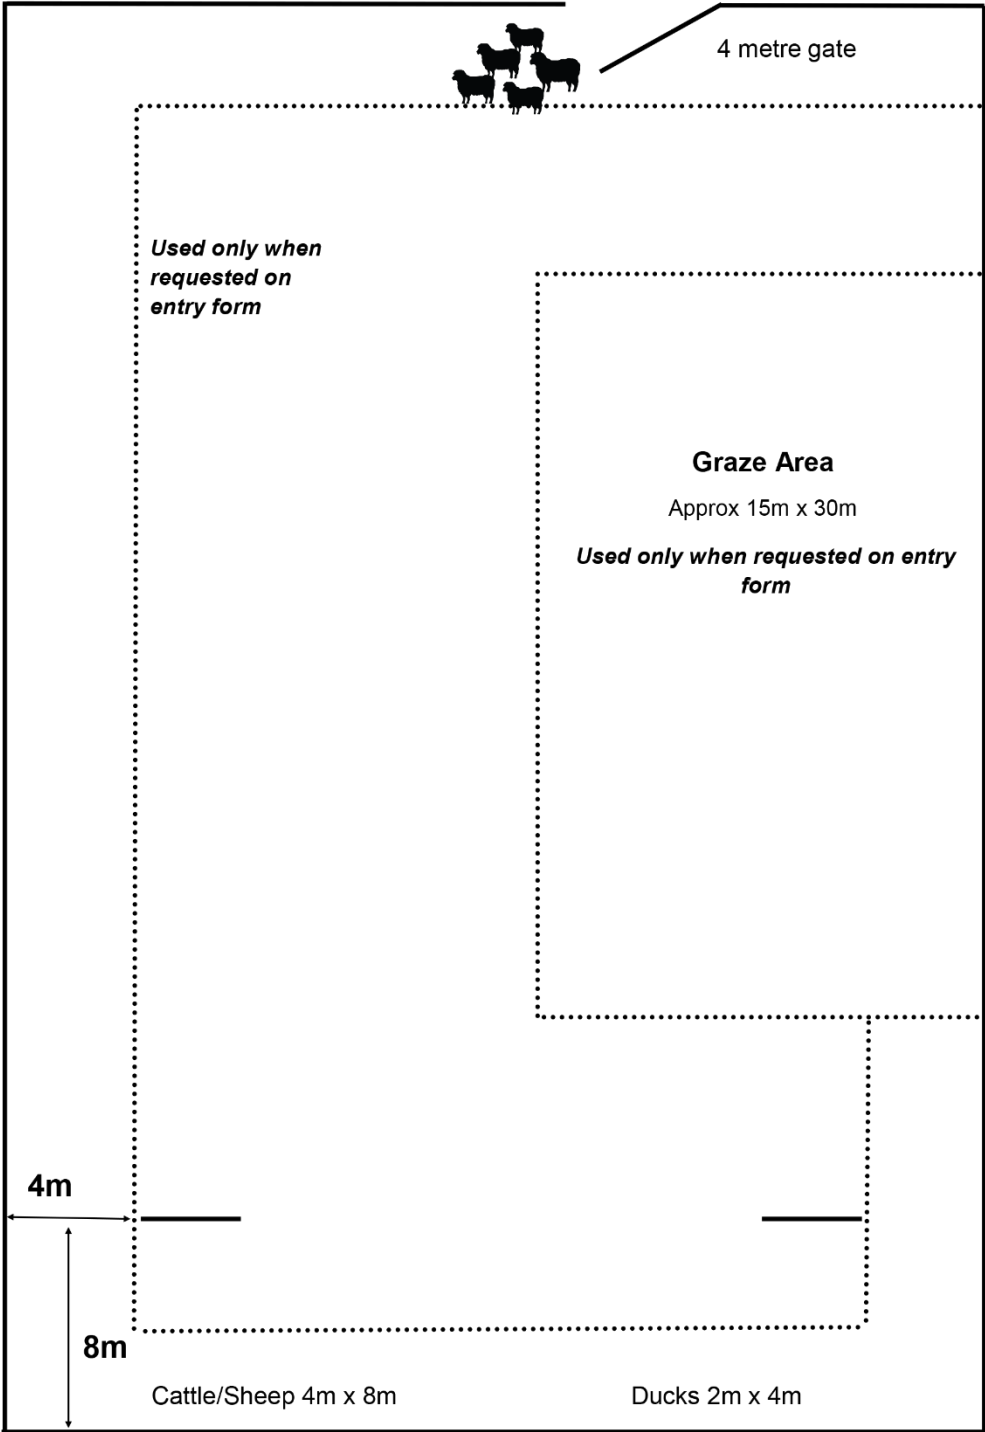 4 metre gate
Used only when
requested on
entry form
Graze Area
Approx 15m x 30m
Used only when requested on entry
form
4m
8m
Cattle/Sheep 4m x 8m
Ducks 2m x 4m